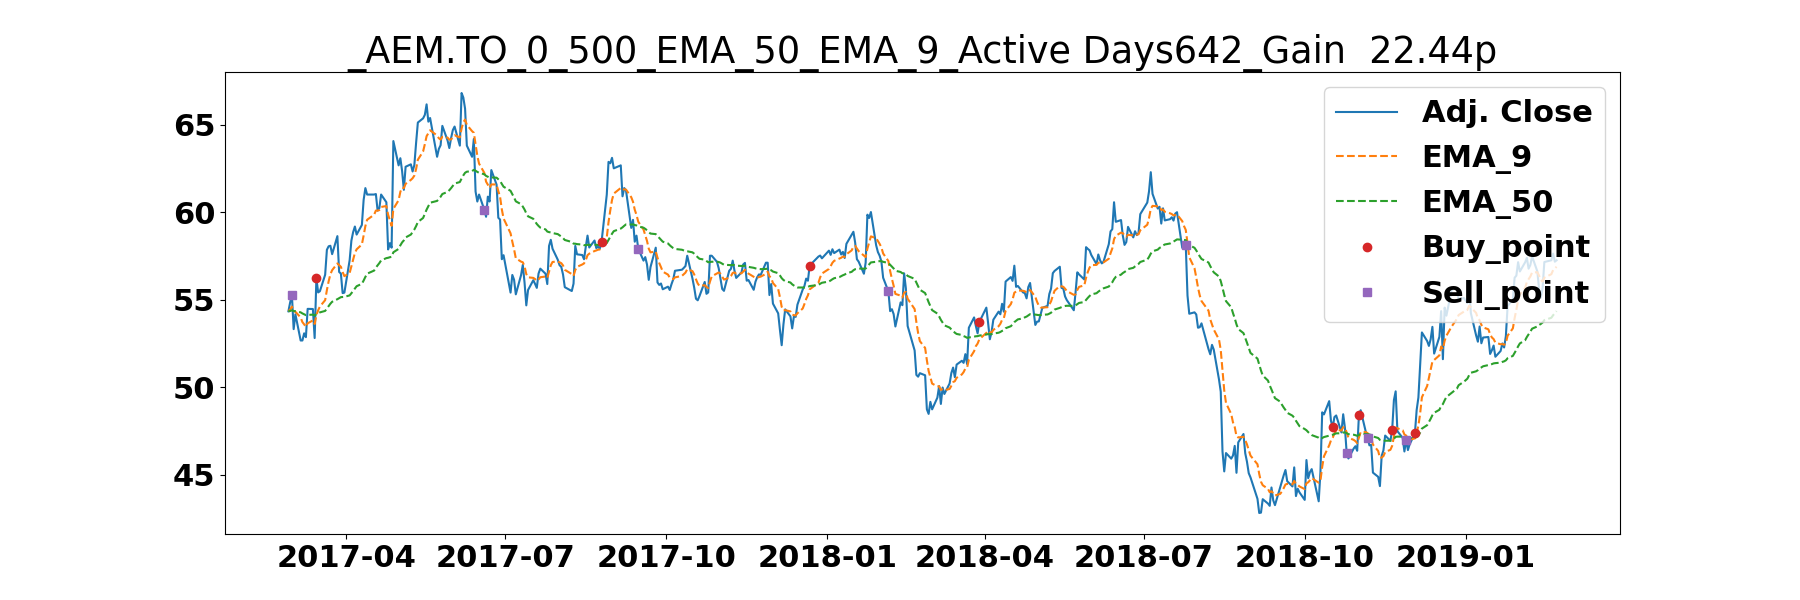 _AEM.TO_0_500_EMA_50_EMA_9_Active Days642_Gain  22.44p
65
60
55
50
45
Adj. Close
EMA_9
EMA_50
Buy_point
Sell_point
2017-04 2017-07 2017-10 2018-01 2018-04 2018-07 2018-10 2019-01